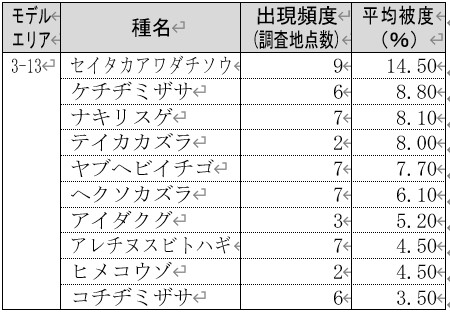 モデル
エリア 種名 出現頻度 平均被度
(調査地点数) (%)
3-13 セイタカアワダチソウ 9 14.50
ケチヂミザサ 6 8.80
ナキリスゲ 7 8.10
テイカカズラ 2 8.00
ヤブヘビイチゴ 7 7.70
ヘクソカズラ 7 6.10
アイダクグ 3 5.20
アレチヌスビトハギ 7 4.50
ヒメコウゾ 2 4.50
コチヂミザサ 6 3.50